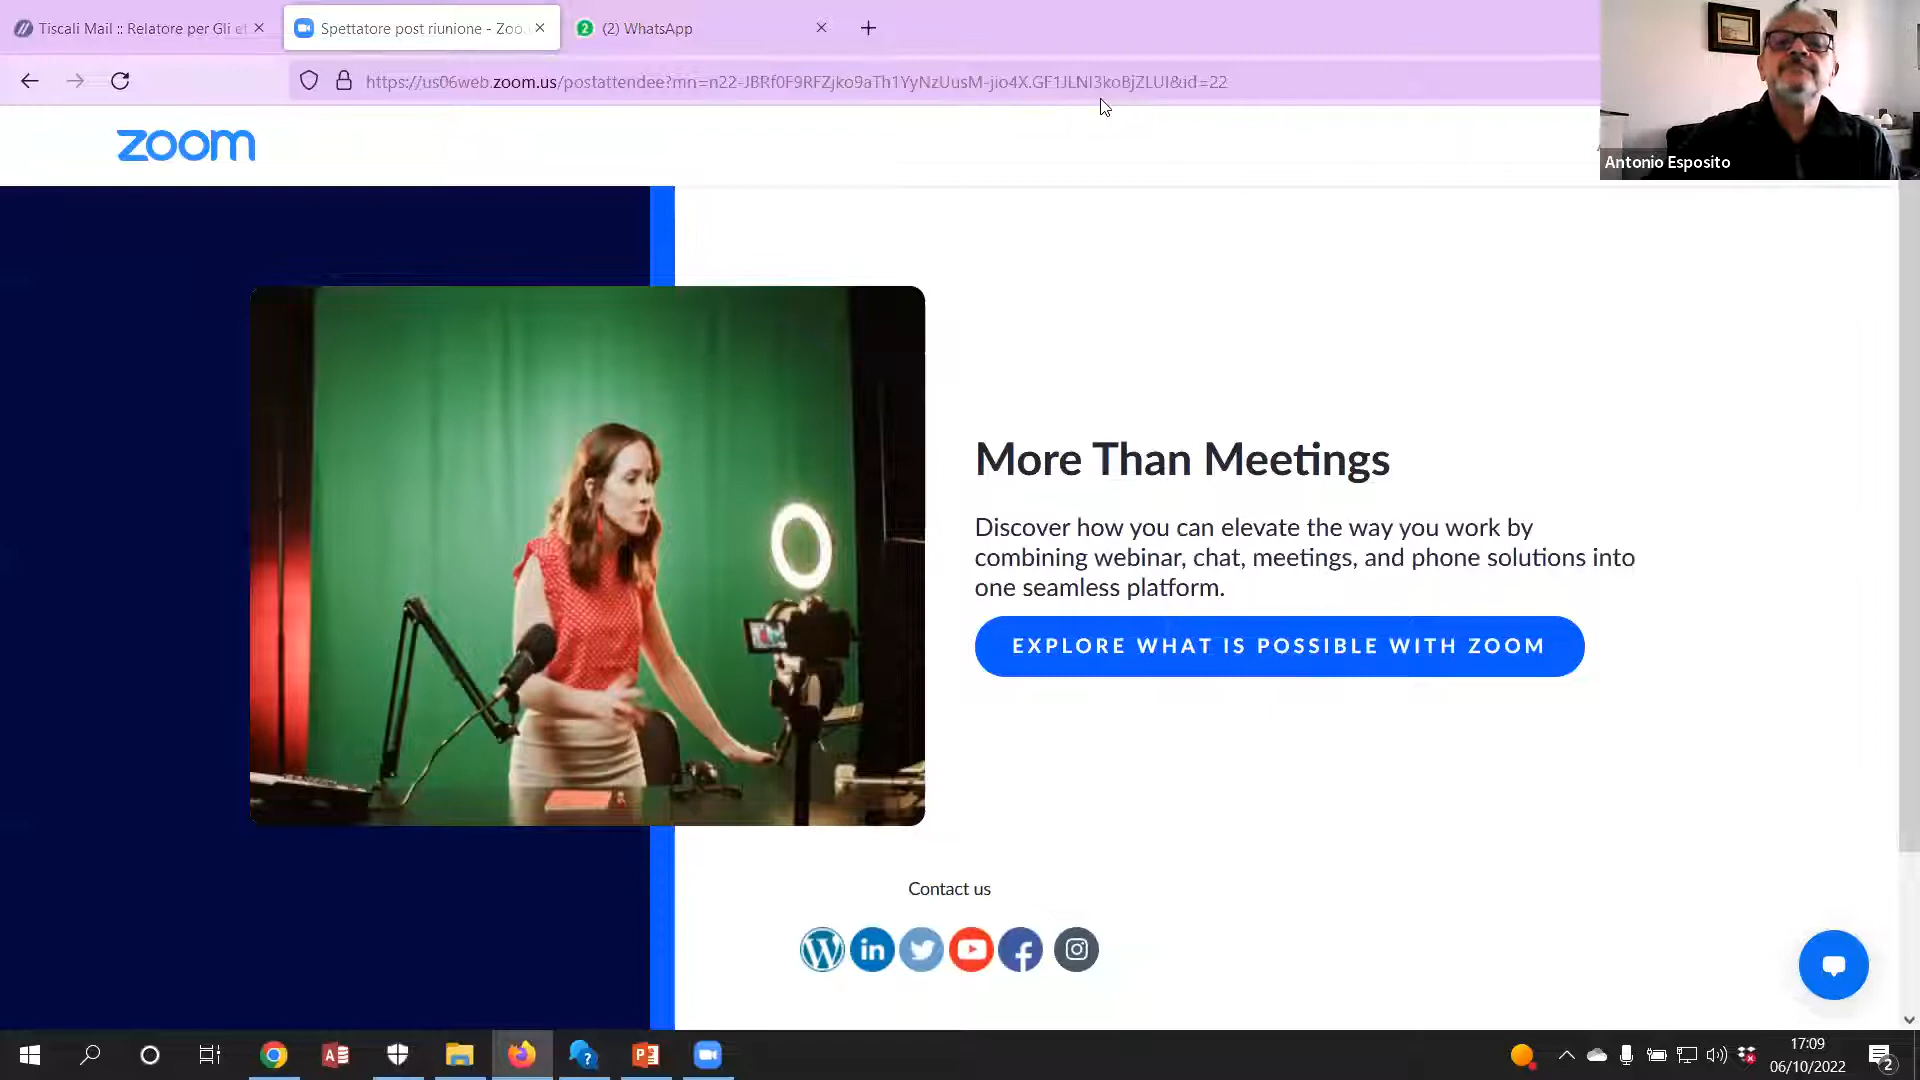 Tiscali Mail :: Relatore per Gli et
Spettatore post riunione - Zoo
2 (2) WhatsApp
https://us06web.zoom.us/postattendee?mn=n22-JBRf0F9RFZjko9aTh1YyNzUusM-jio4X.GF1JLNI3koBjZLUI&id=22
zoom
Antonio Esposito
More Than Meetings
Discover how you can elevate the way you work by
combining webinar, chat, meetings, and phone solutions into
one seamless platform.
EXPLORE WHAT IS POSSIBLE WITH ZOOM
Contact us
17:09
06/10/2022
2